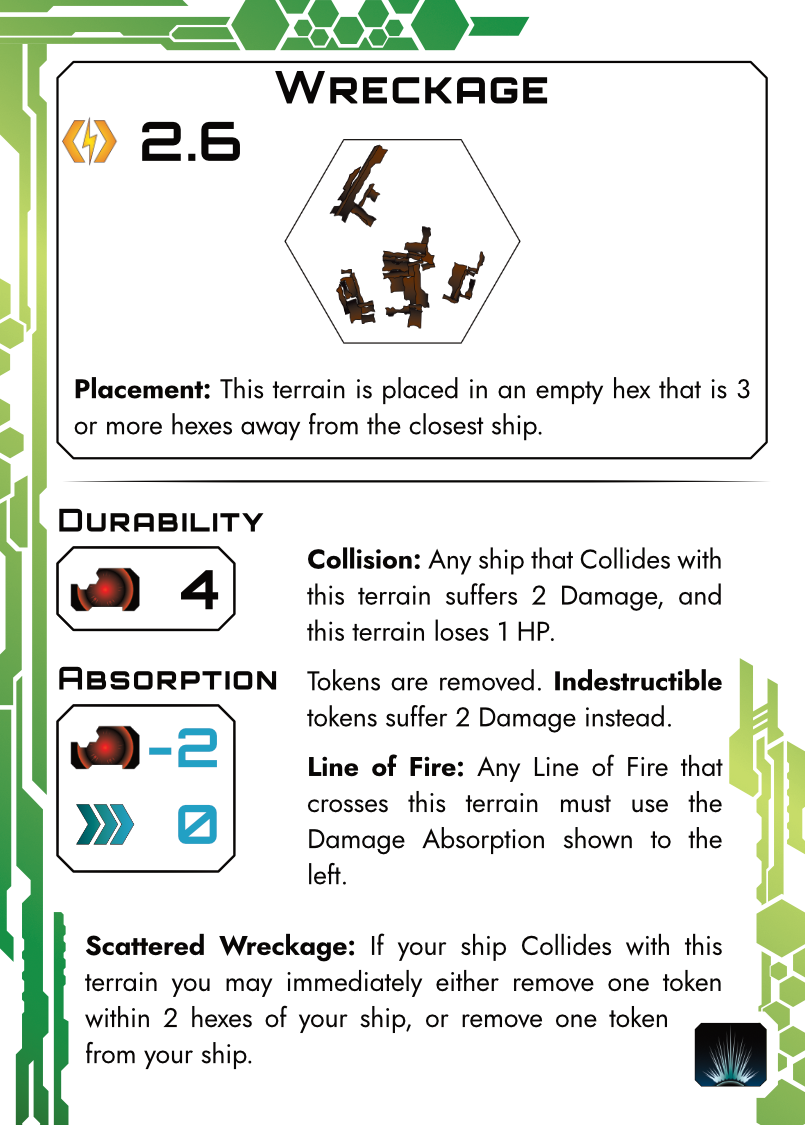 WRECKAGE
2.6
Placement: This terrain is placed in an empty hex that is 3
or more hexes away from the closest ship.
DURABILITY
4
Collision: Any ship that Collides with
this terrain suffers 2 Damage, and
this terrain loses 1 HP.
ABSORPTION
-2
0
Tokens are removed. Indestructible
tokens suffer 2 Damage instead.
Line of Fire: Any Line of Fire that
crosses this terrain must use the
Damage Absorption shown to the
left.
Scattered Wreckage: If your ship Collides with this
terrain you may immediately either remove one token
within 2 hexes of your ship, or remove one token
from your ship.